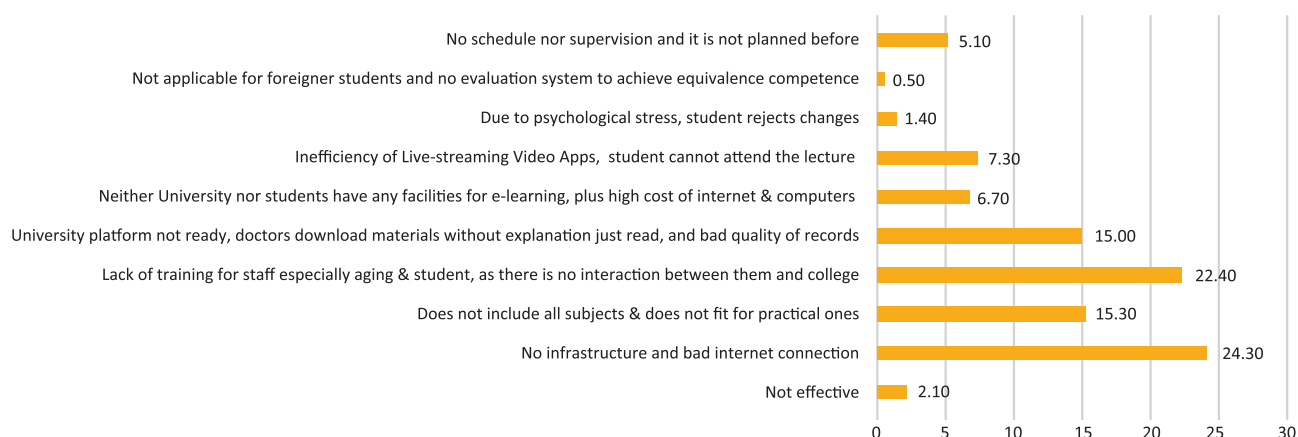 No schedule nor supervision and it is not planned before 5.10
Not applicable for foreigner students and no evaluation system to achieve equivalence competence 0.50
Due to psychological stress, student rejects changes 1.40
Inefficiency of Live-streaming Video Apps, student cannot attend the lecture 7.30
Neither University nor students have any facilities for e-learning, plus high cost of internet & computers 6.70
University platform not ready, doctors download materials without explanation just read, and bad quality of records 15.00
Lack of training for staff especially aging & student, as there is no interaction between them and college 22.40
Does not include all subjects & does not fit for practical ones 15.30
No infrastructure and bad internet connection 24.30
Not effective 2.10
0 5 10 15 20 25 30